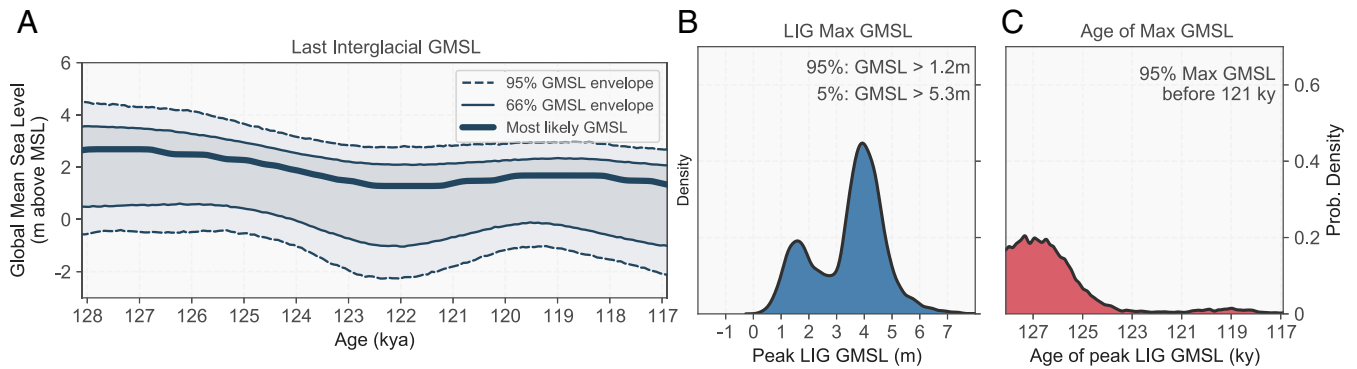 A
Last Interglacial GMSL
Global Mean Sea Level
(m above MSL)
6
4
2
0
-2
95% GMSL envelope
66% GMSL envelope
Most likely GMSL
128 127 126 125 124 123 122 121 120 119 118 117
Age (kya)
B
LIG Max GMSL
95%: GMSL > 1.2m
5%: GMSL > 5.3m
Density
-1 0 1 2 3 4 5 6 7
Peak LIG GMSL (m)
C
Age of Max GMSL
95% Max GMSL
before 121 ky
0.6
0.4
0.2
0
Prob. Density
127 125 123 121 119 117
Age of peak LIG GMSL (ky)